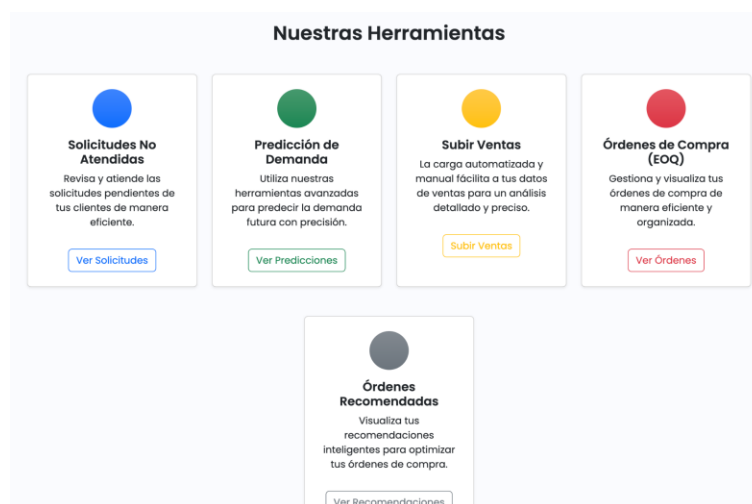 Nuestras Herramientas
Solicitudes No
Atendidas
Revisa y atiende las
solicitudes pendientes de
tus clientes de manera
eficiente.
Ver Solicitudes
Predicción de
Demanda
Utiliza nuestras
herramientas avanzadas
para predecir la demanda
futura con precisión.
Ver Predicciones
Subir Ventas
La carga automatizada y
manual fácilita a tus datos
de ventas para un análisis
detallado y preciso.
Subir Ventas
Órdenes de Compra
(EOQ)
Gestiona y visualiza tus
órdenes de compra de
manera eficiente y
organizada.
Ver Órdenes
Órdenes
Recomendadas
Visualiza tus
recomendaciones
inteligentes para optimizar
tus órdenes de compra.
Ver Recomendaciones